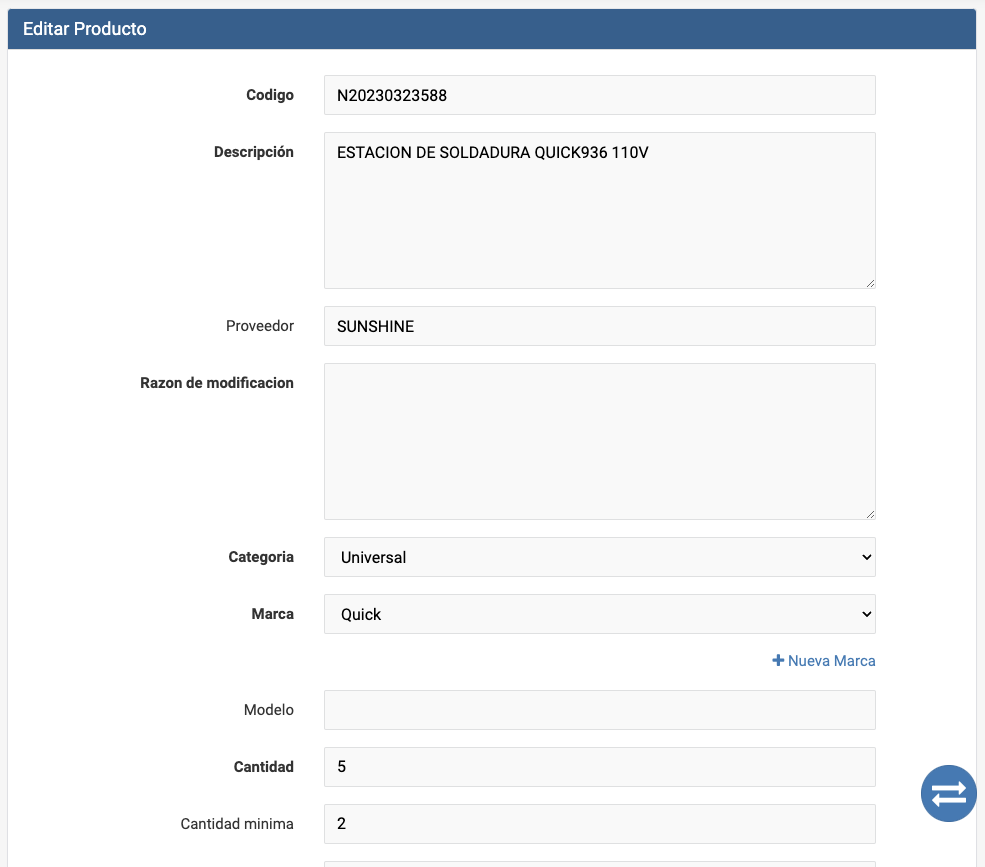 Editar Producto
Codigo
N20230323588
Descripción
ESTACION DE SOLDADURA QUICK936 110V
Proveedor
SUNSHINE
Razon de modificacion
Categoria
Universal
Marca
Quick
+ Nueva Marca
Modelo
Cantidad
5
Cantidad minima
2